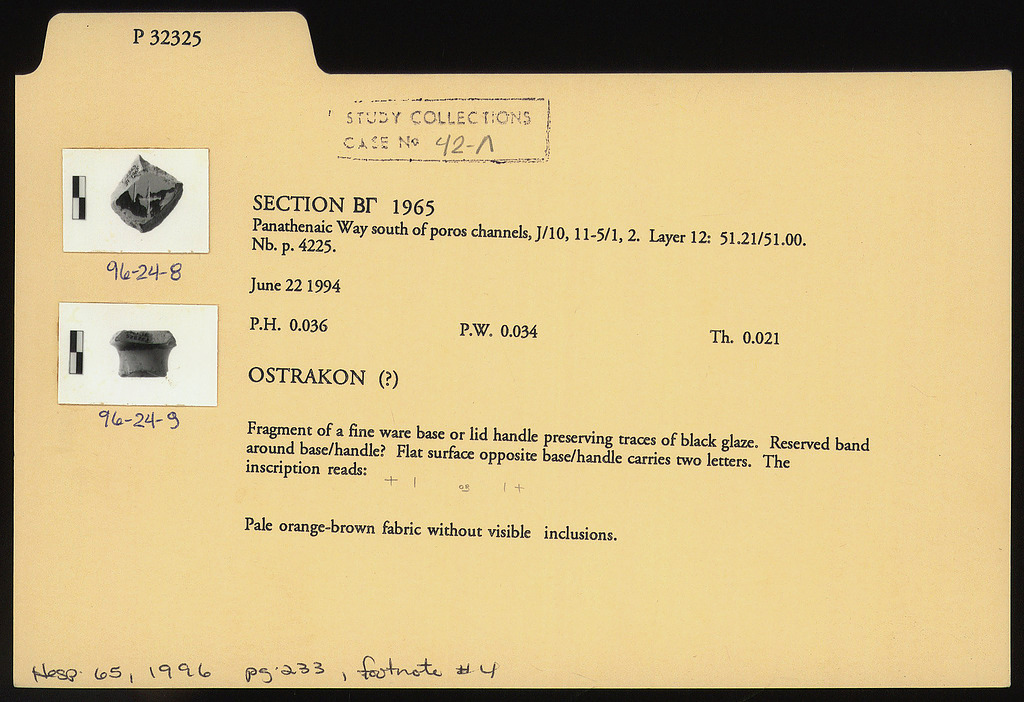 P 32325
STUDY COLLECTIONS
CASE No 42-Λ
96-24-8
96-24-9
SECTION ΒΓ 1965
Panathenaic Way south of poros channels, J/10, 11-5/1, 2. Layer 12: 51.21/51.00.
Nb. p. 4225.
June 22 1994
P.H. 0.036 P.W. 0.034 Th. 0.021
OSTRAKON (?)
Fragment of a fine ware base or lid handle preserving traces of black glaze. Reserved band
around base/handle? Flat surface opposite base/handle carries two letters. The
inscription reads: + | OR | +
Pale orange-brown fabric without visible inclusions.
Hesp. 65, 1996 pg. 233, footnote #4